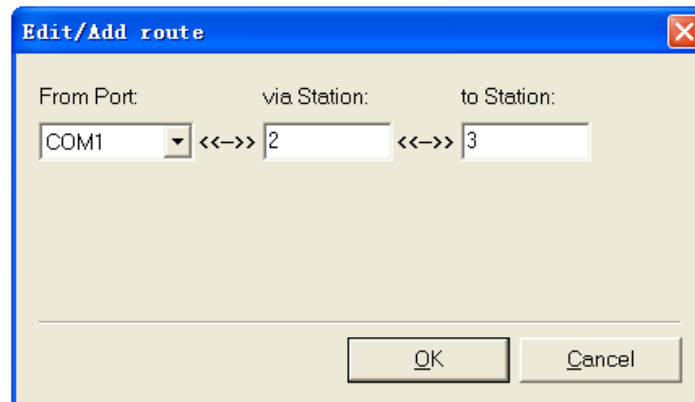 Edit/Add route
From Port: via Station: to Station:
COM1 <<-->> 2 <<-->> 3
OK Cancel